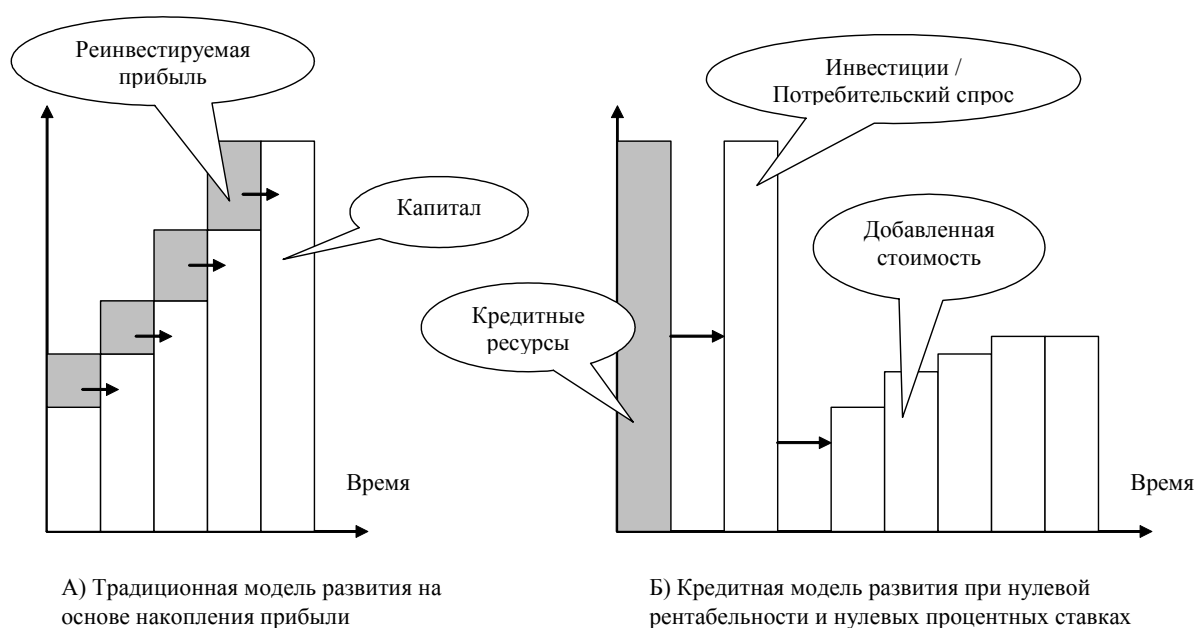 Реинвестируемая
прибыль
Капитал
Время
А) Традиционная модель развития на
основе накопления прибыли
Инвестиции /
Потребительский спрос
Добавленная
стоимость
Кредитные
ресурсы
Время
Б) Кредитная модель развития при нулевой
рентабельности и нулевых процентных ставках